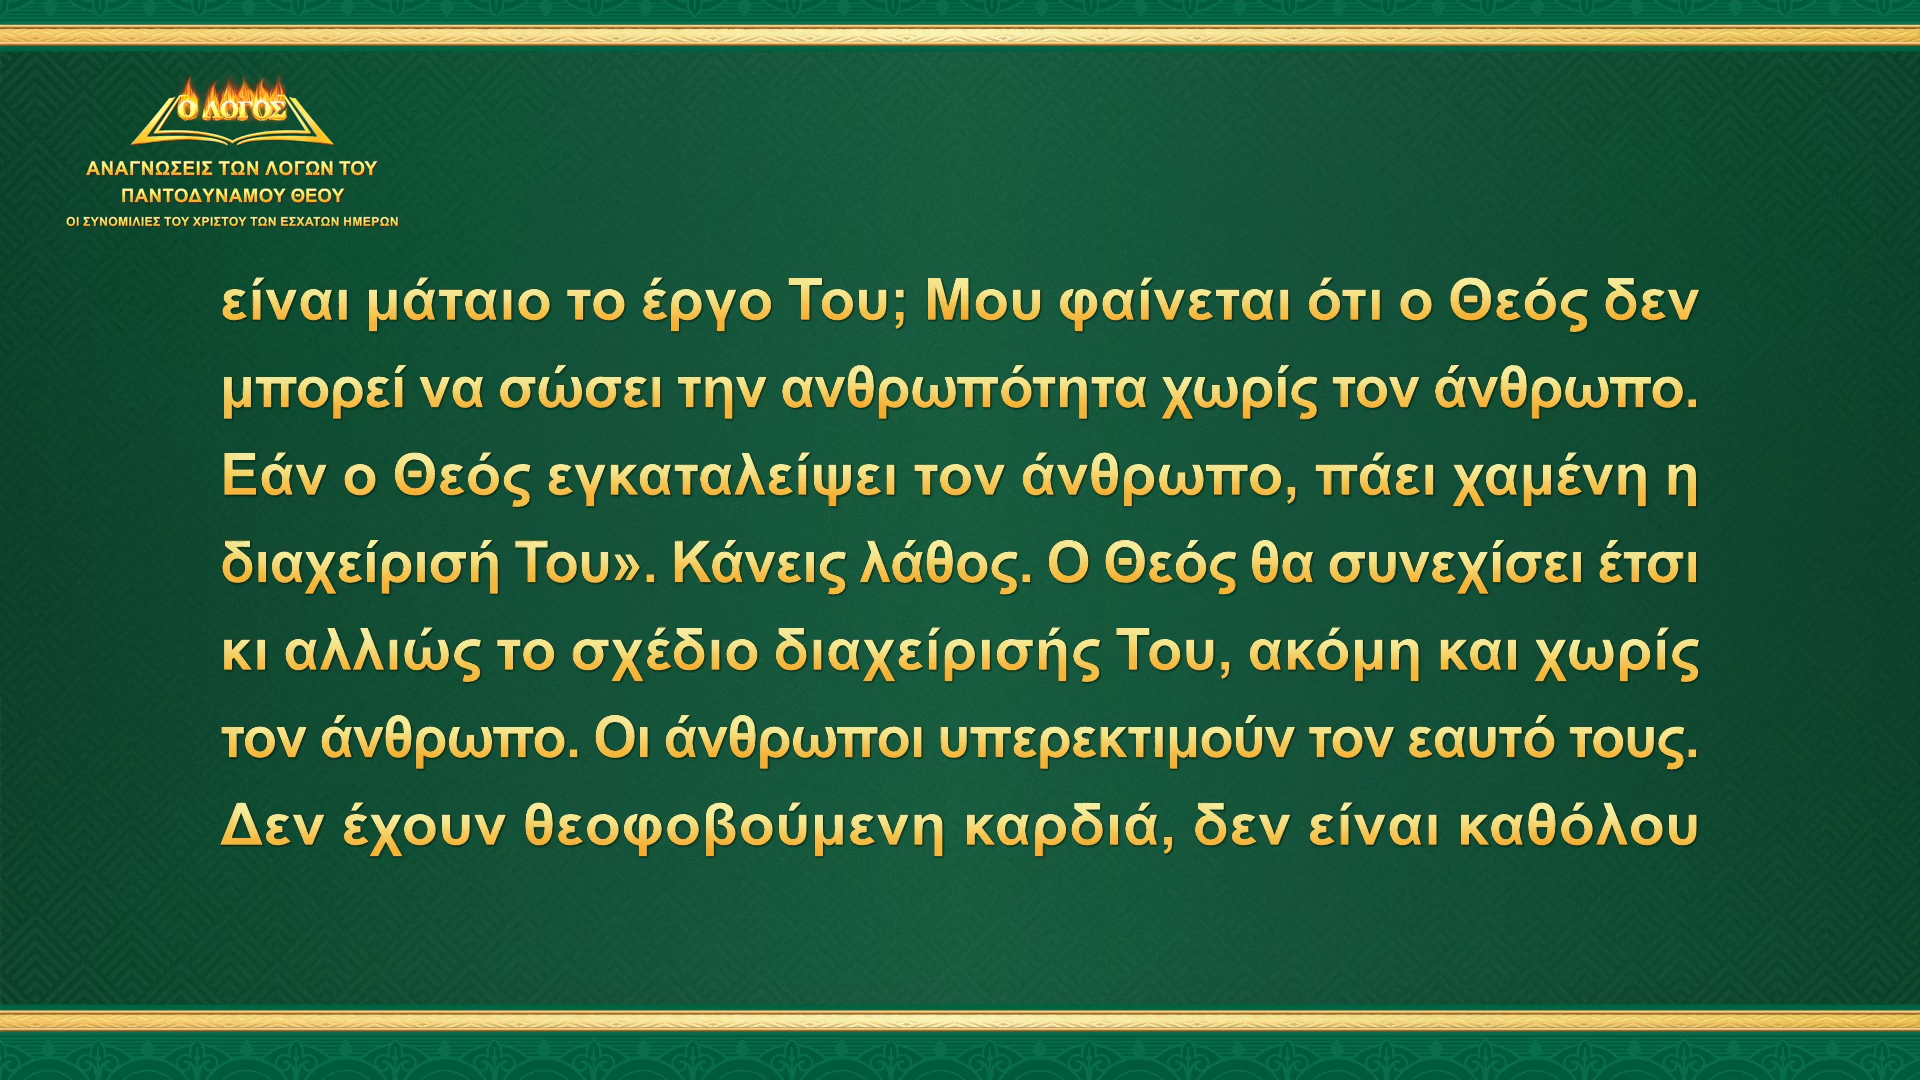 Ο ΛΟΓΟΣ
ΑΝΑΓΝΩΣΕΙΣ ΤΩΝ ΛΟΓΩΝ ΤΟΥ
ΠΑΝΤΟΔΥΝΑΜΟΥ ΘΕΟΥ
ΟΙ ΣΥΝΟΜΙΛΙΕΣ ΤΟΥ ΧΡΙΣΤΟΥ ΤΩΝ ΕΣΧΑΤΩΝ ΗΜΕΡΩΝ
είναι μάταιο το έργο Του; Μου φαίνεται ότι ο Θεός δεν
μπορεί να σώσει την ανθρωπότητα χωρίς τον άνθρωπο.
Εάν ο Θεός εγκαταλείψει τον άνθρωπο, πάει χαμένη η
διαχείρισή Του». Κάνεις λάθος. Ο Θεός θα συνεχίσει έτσι
κι αλλιώς το σχέδιο διαχείρισής Του, ακόμη και χωρίς
τον άνθρωπο. Οι άνθρωποι υπερεκτιμούν τον εαυτό τους.
Δεν έχουν θεοφοβούμενη καρδιά, δεν είναι καθόλου